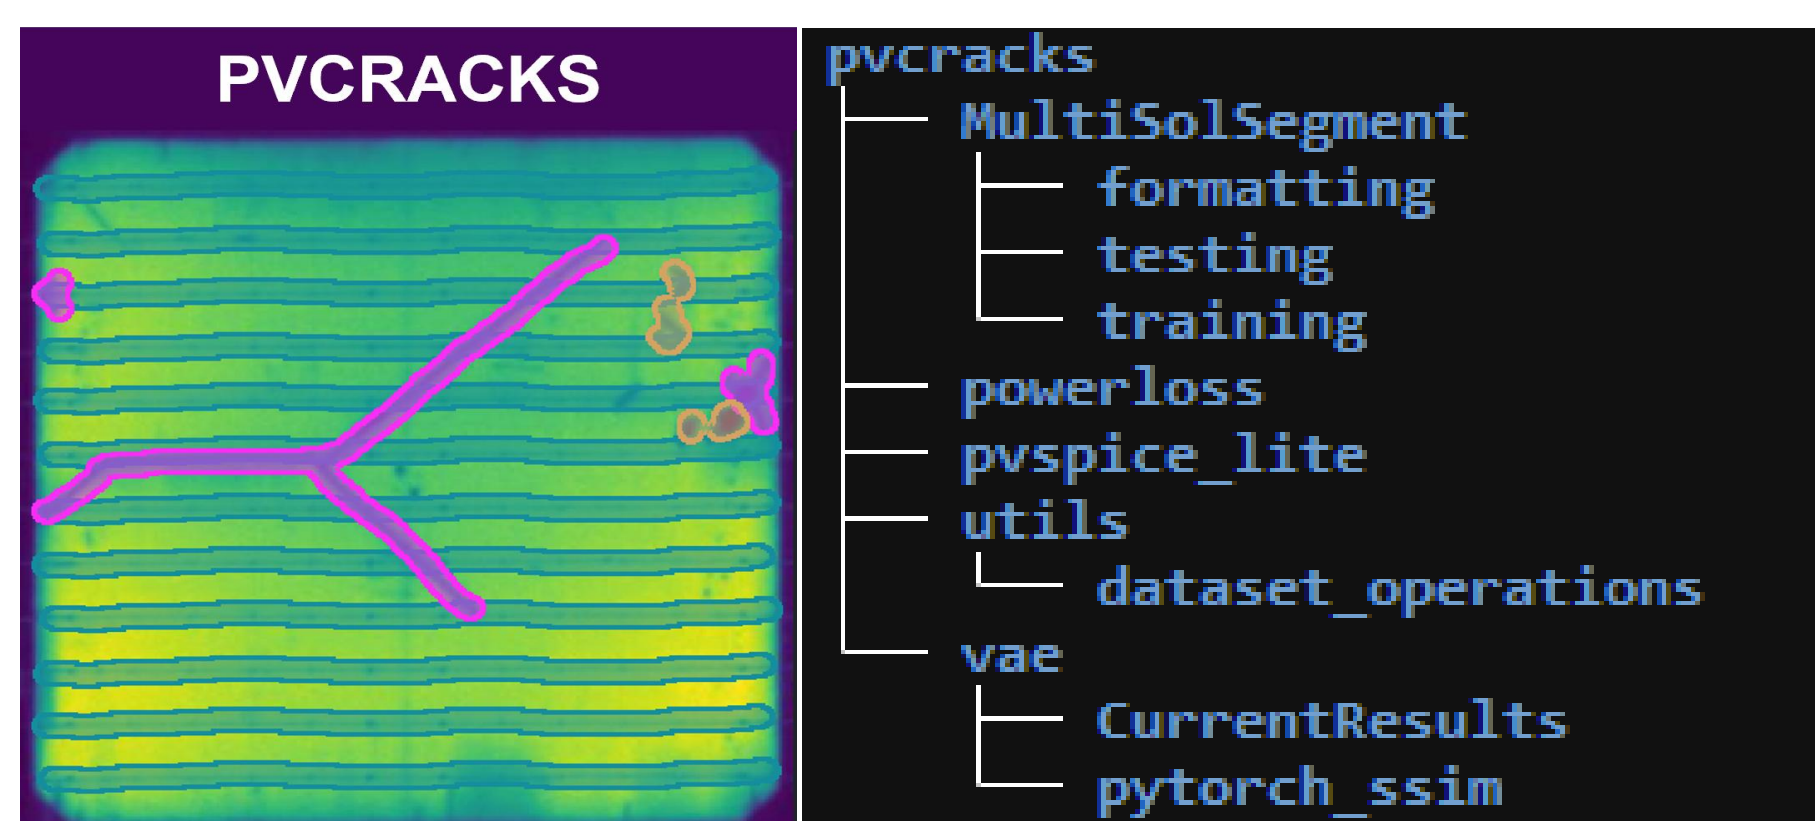 PVCRACKS
pvcracks
MultiSolSegment
formatting
testing
training
powerloss
pvspice_lite
utils
dataset_operations
vae
CurrentResults
pytorch_ssim